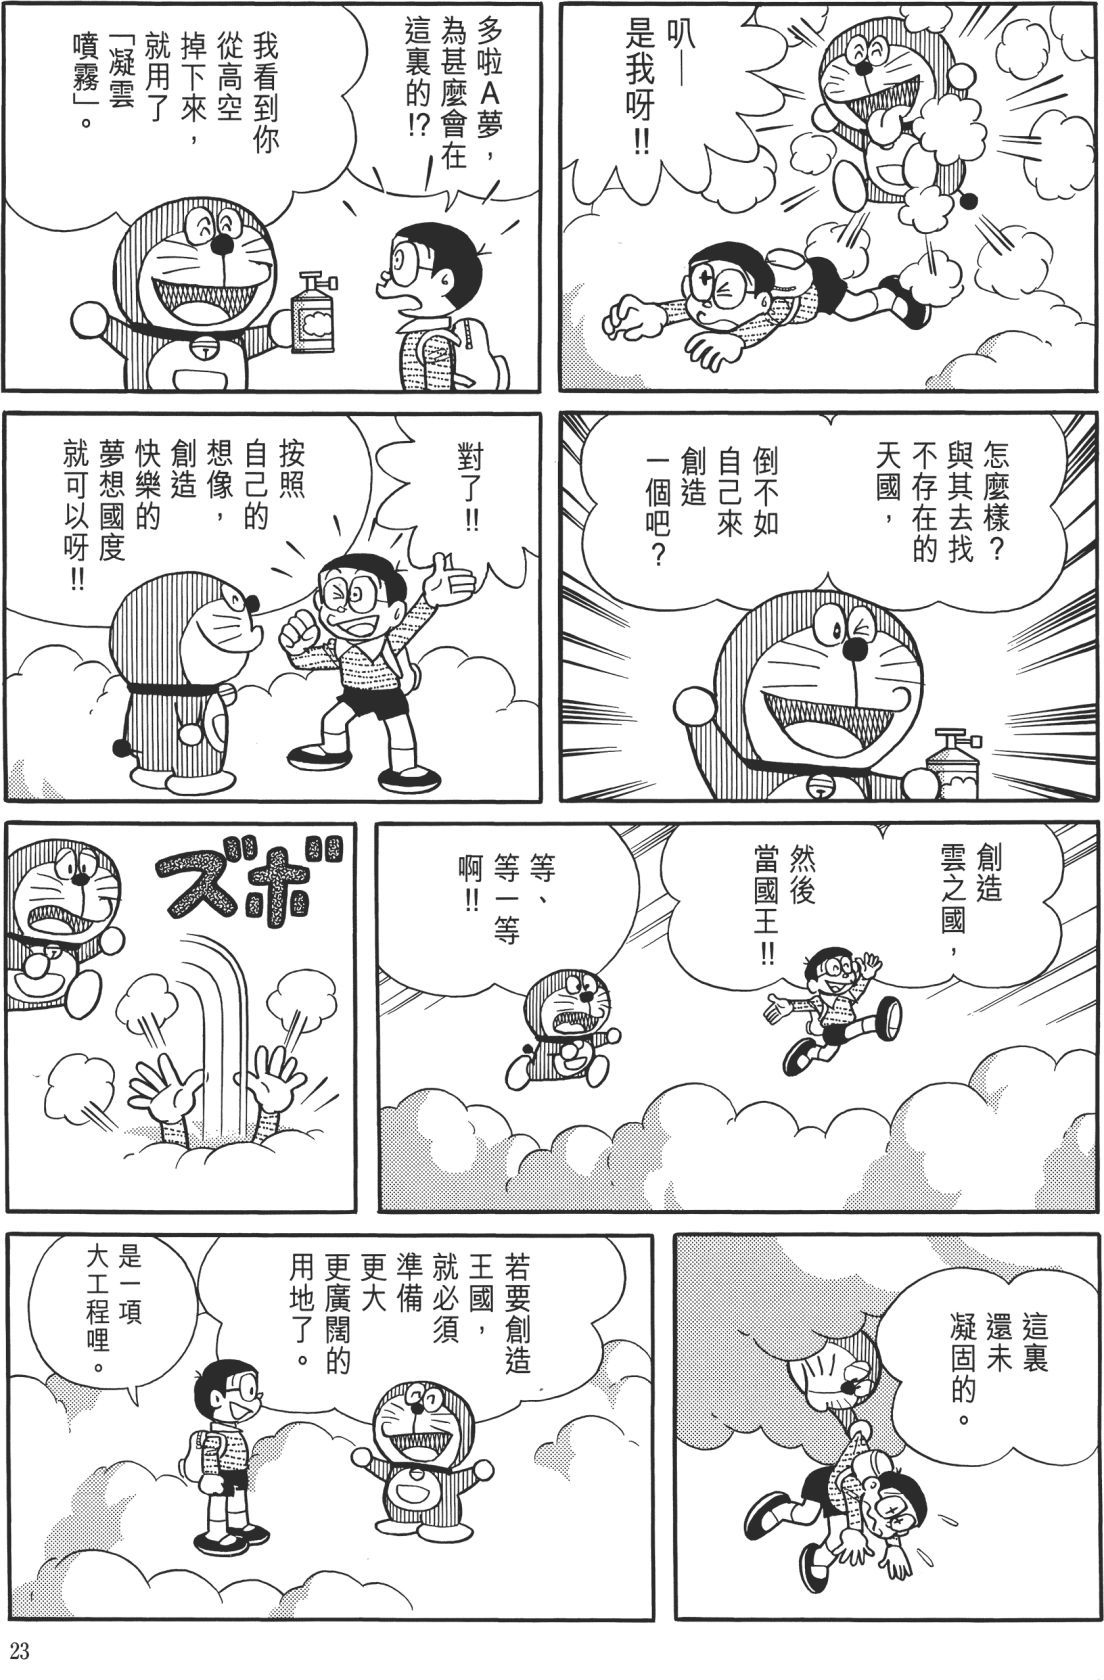 叭—
是我呀!!
多啦A夢，
為甚麼會在
這裏的!?
我看到你
從高空
掉下來，
就用了
「凝雲
噴霧」。
怎麼樣？
與其去找
不存在的
天國，
倒不如
自己來
創造
一個吧？
對了!!
按照
自己的
想像，
創造
快樂的
夢想國度
就可以呀!!
創造
雲之國，
然後
當國王!!
等、
等一等
啊!!
ズボ
這裏
還未
凝固的。
若要創造
王國，
就必須
準備
更大
更廣闊的
用地了。
是一項
大工程哩。
23